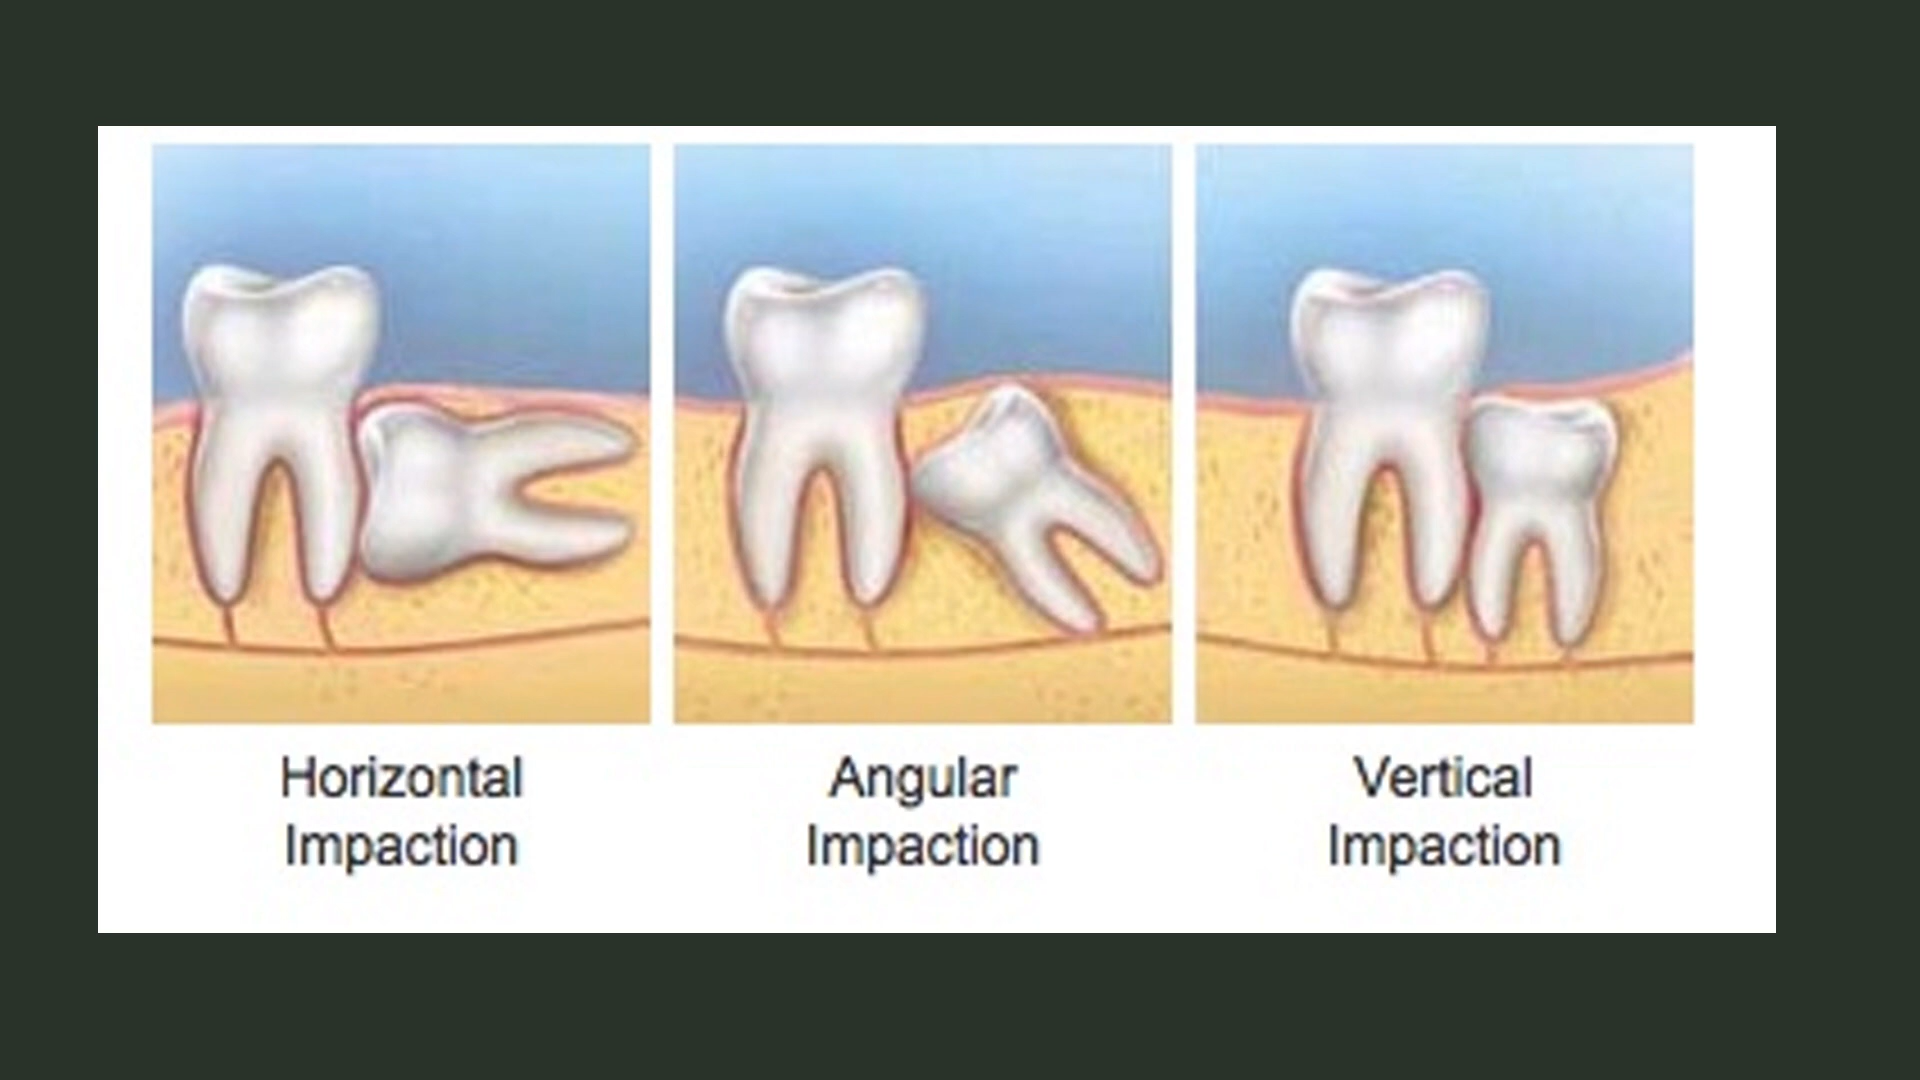 Horizontal
Impaction
Angular
Impaction
Vertical
Impaction